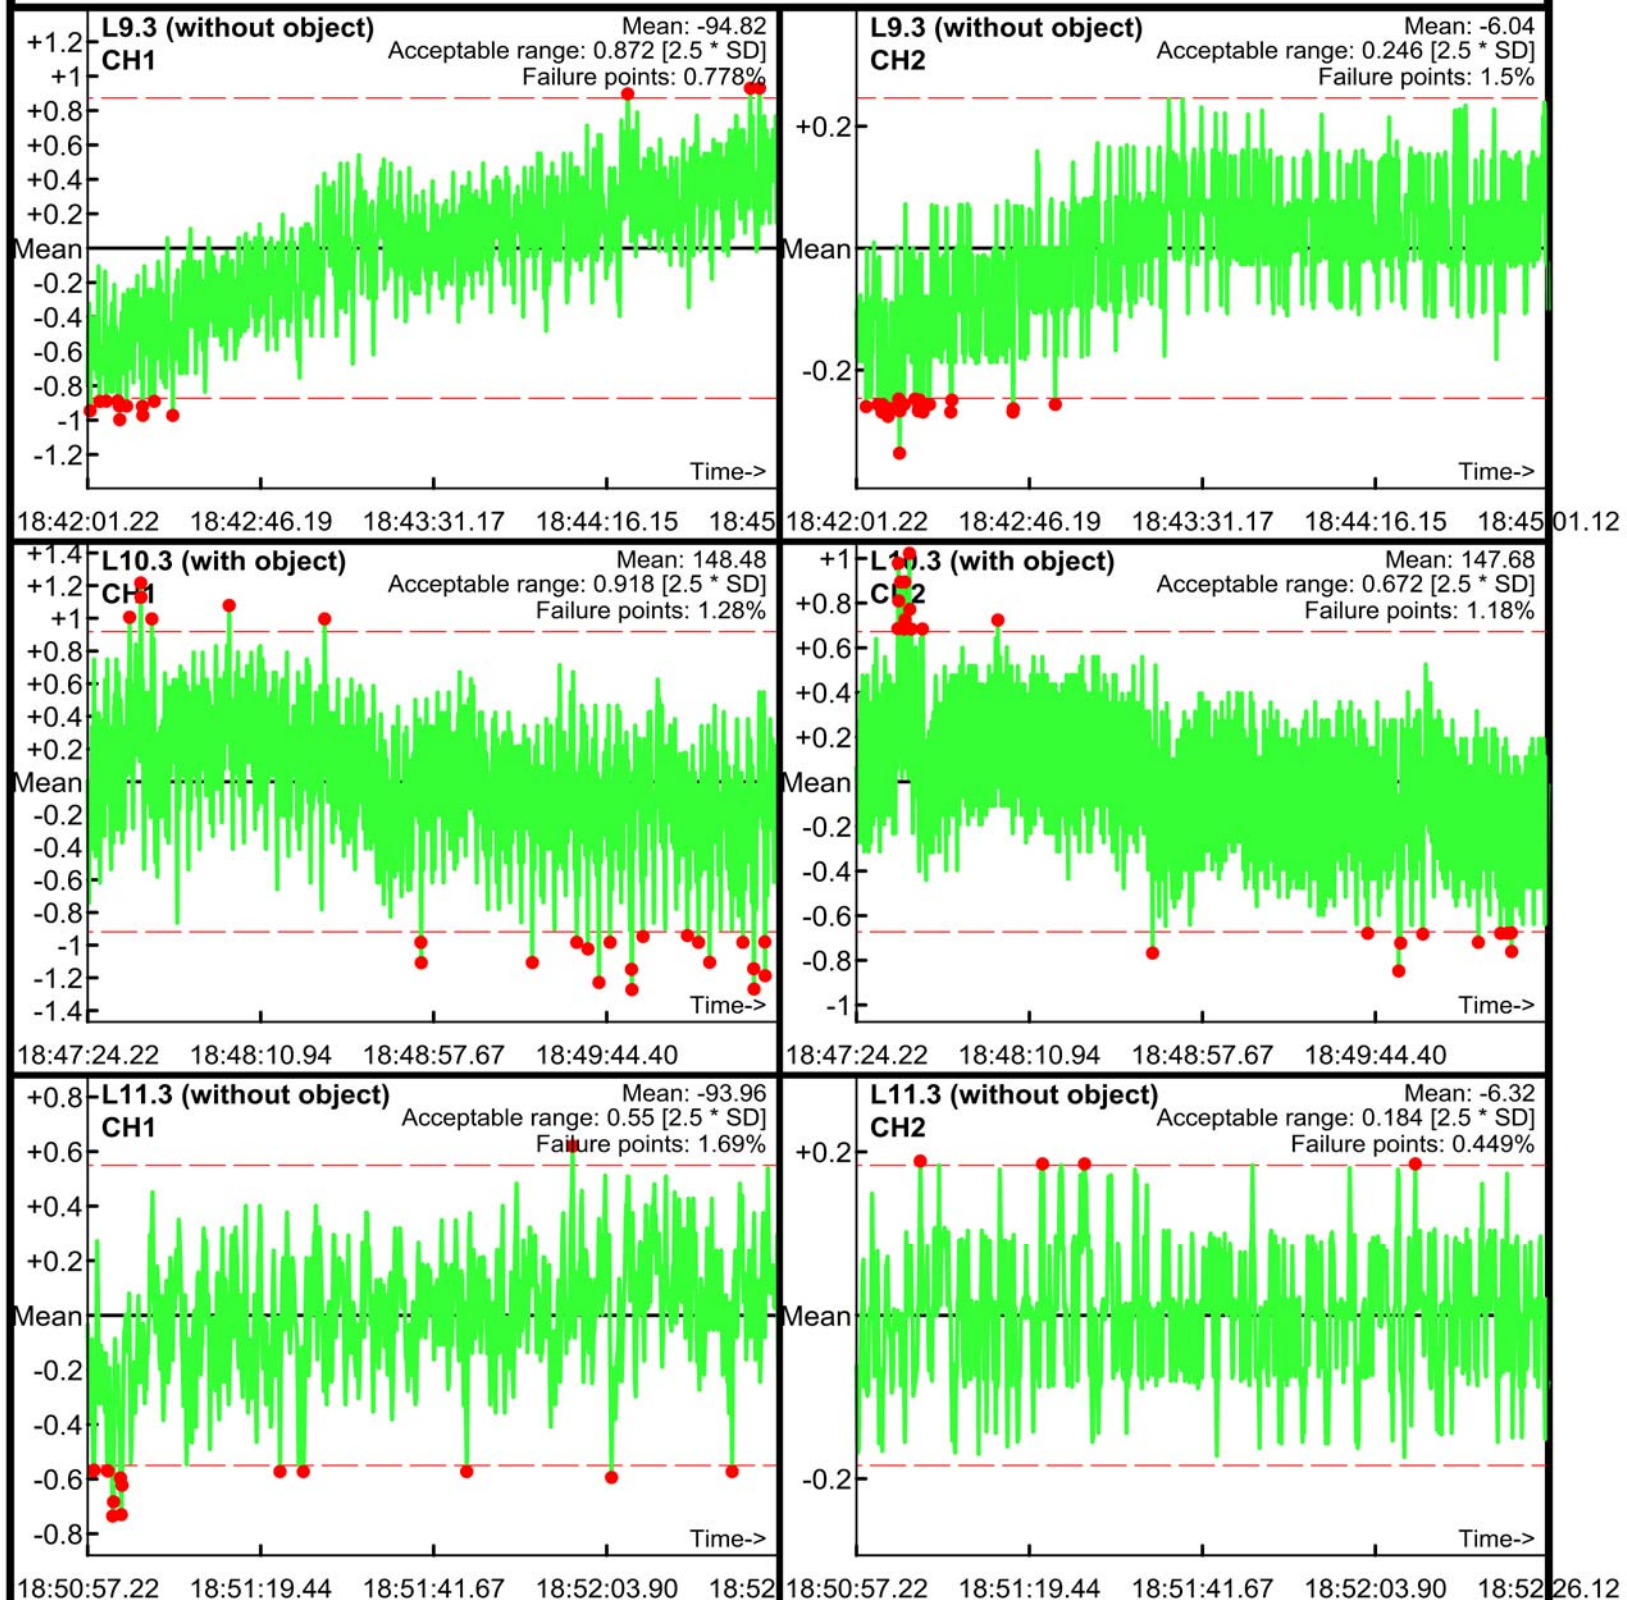 L9.3 (without object)
CH1
Mean: -94.82
Acceptable range: 0.872 [2.5 * SD]
Failure points: 0.778%
+1.2
+1
+0.8
+0.6
+0.4
+0.2
Mean
-0.2
-0.4
-0.6
-0.8
-1
-1.2
Time->
18:42:01.22 18:42:46.19 18:43:31.17 18:44:16.15 18:45
L9.3 (without object)
CH2
Mean: -6.04
Acceptable range: 0.246 [2.5 * SD]
Failure points: 1.5%
+0.2
Mean
-0.2
Time->
18:42:01.22 18:42:46.19 18:43:31.17 18:44:16.15 18:45:01.12
L10.3 (with object)
CH1
Mean: 148.48
Acceptable range: 0.918 [2.5 * SD]
Failure points: 1.28%
+1.4
+1.2
+1
+0.8
+0.6
+0.4
+0.2
Mean
-0.2
-0.4
-0.6
-0.8
-1
-1.2
-1.4
Time->
18:47:24.22 18:48:10.94 18:48:57.67 18:49:44.40
L10.3 (with object)
CH2
Mean: 147.68
Acceptable range: 0.672 [2.5 * SD]
Failure points: 1.18%
+1
+0.8
+0.6
+0.4
+0.2
Mean
-0.2
-0.4
-0.6
-0.8
-1
Time->
18:47:24.22 18:48:10.94 18:48:57.67 18:49:44.40
L11.3 (without object)
CH1
Mean: -93.96
Acceptable range: 0.55 [2.5 * SD]
Failure points: 1.69%
+0.8
+0.6
+0.4
+0.2
Mean
-0.2
-0.4
-0.6
-0.8
Time->
18:50:57.22 18:51:19.44 18:51:41.67 18:52:03.90 18:52
L11.3 (without object)
CH2
Mean: -6.32
Acceptable range: 0.184 [2.5 * SD]
Failure points: 0.449%
+0.2
Mean
-0.2
Time->
18:50:57.22 18:51:19.44 18:51:41.67 18:52:03.90 18:52:26.12